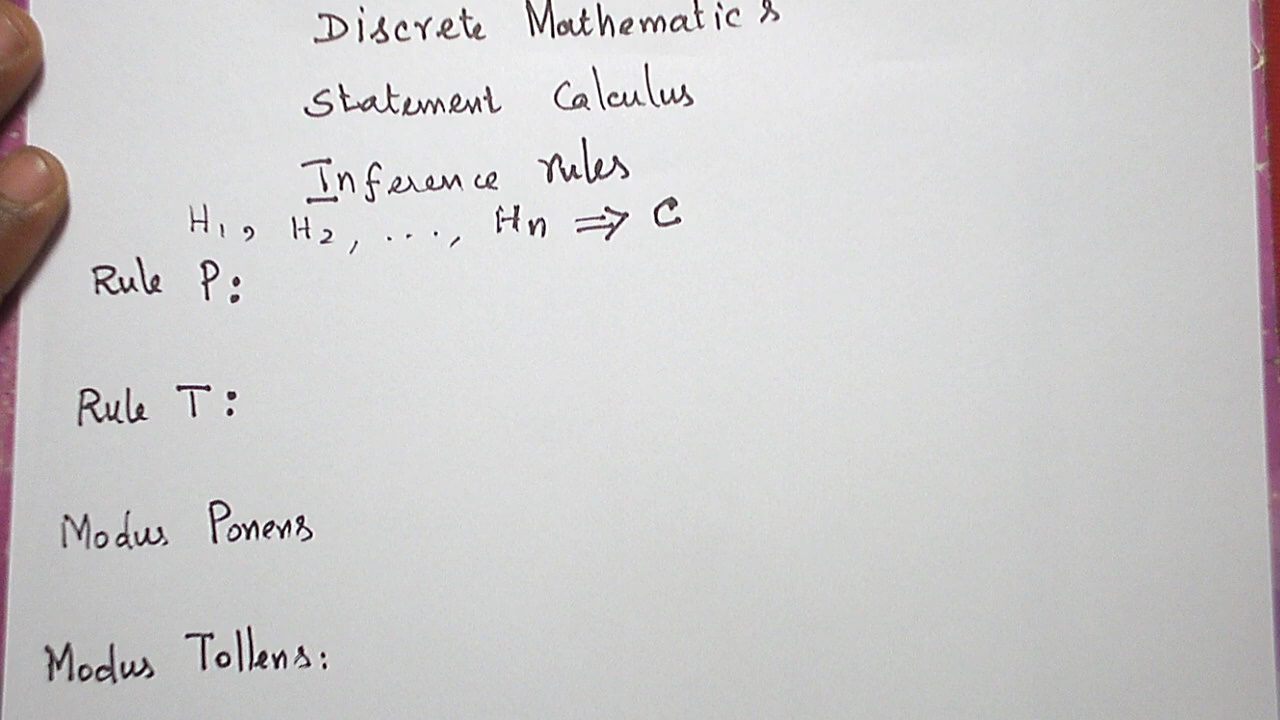 Discrete Mathematics
Statement Calculus
Inference rules
H₁, H₂, ..., Hn ⇒ C
Rule P:
Rule T:
Modus Ponens
Modus Tollens: